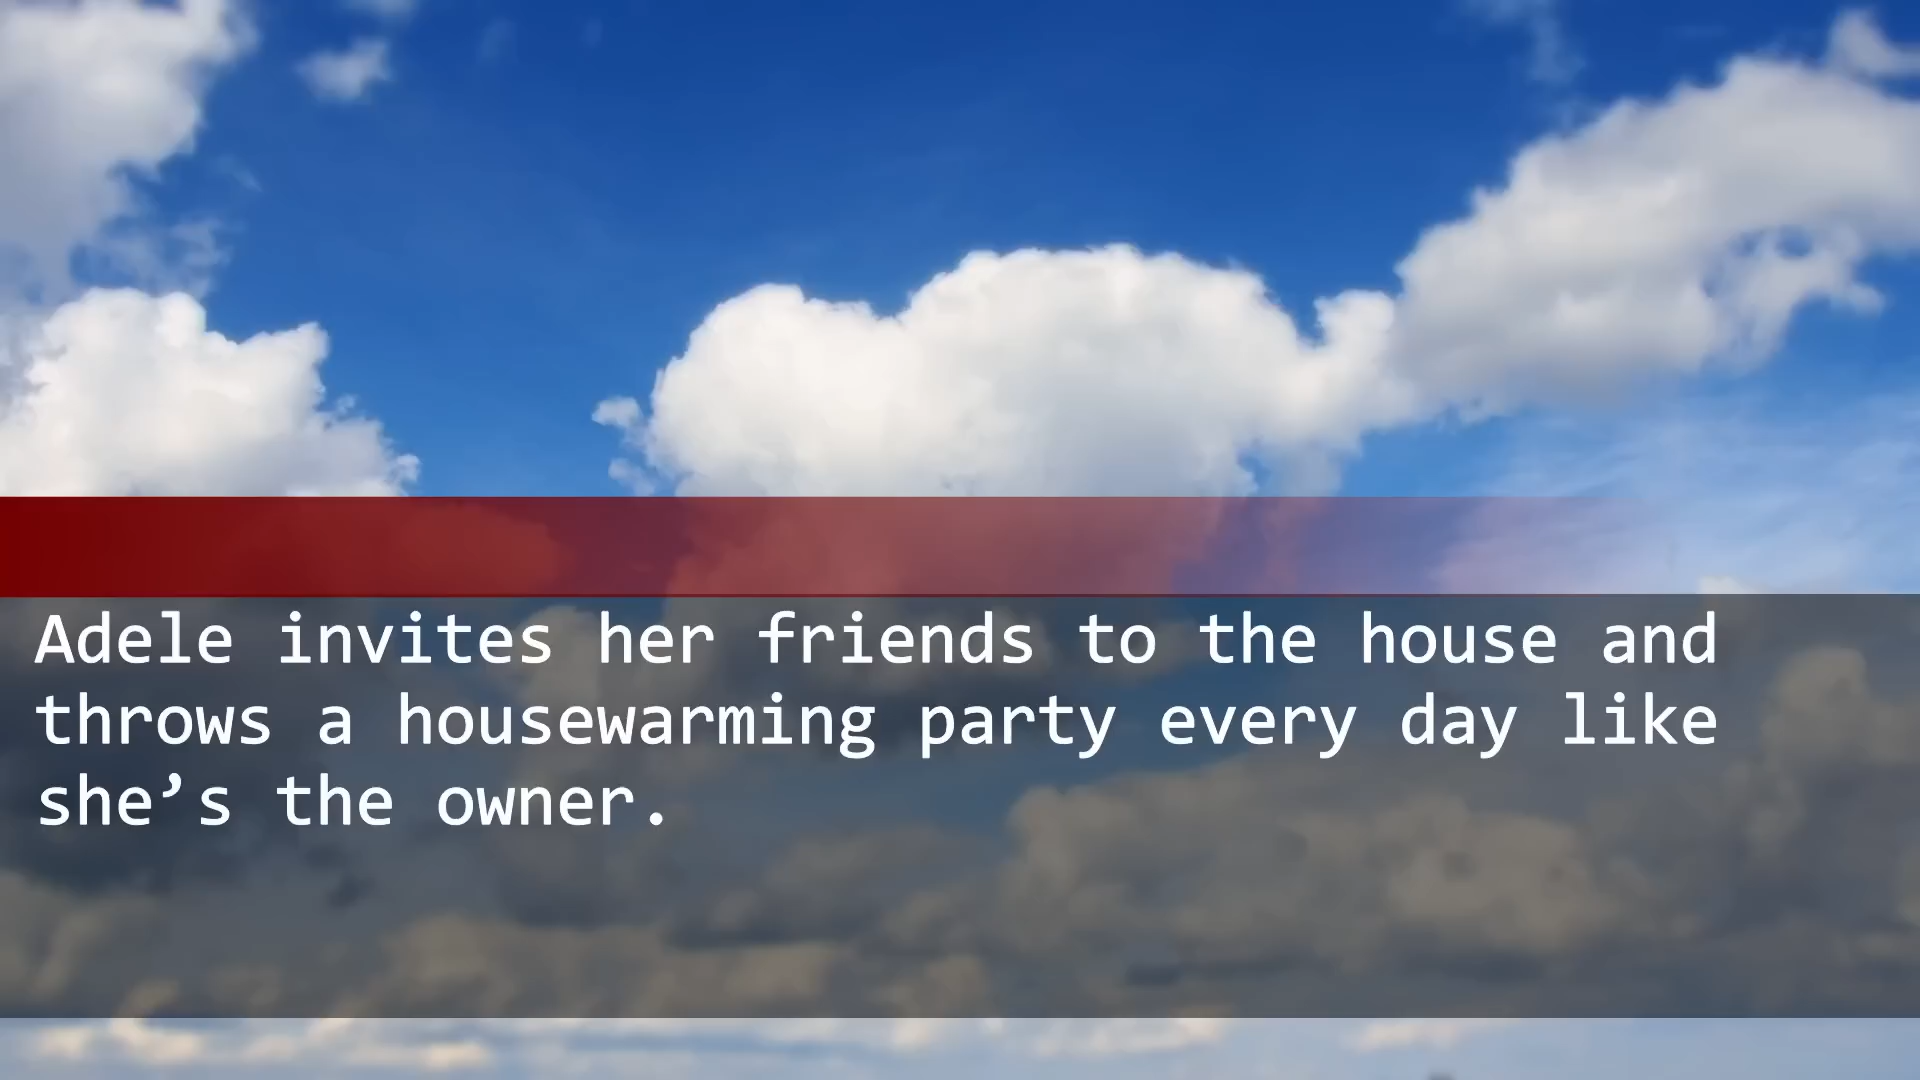 Adele invites her friends to the house and
throws a housewarming party every day like
she’s the owner.